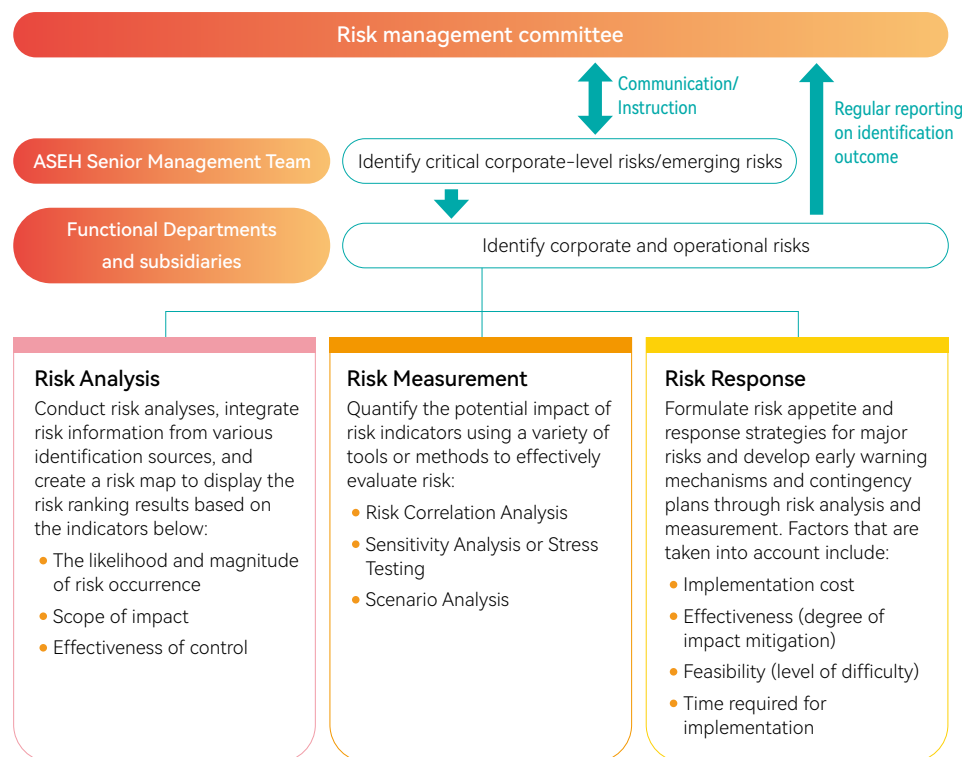 Risk management committee
Communication/
Instruction
Regular reporting
on identification
outcome
ASEH Senior Management Team
Identify critical corporate-level risks/emerging risks
Functional Departments
and subsidiaries
Identify corporate and operational risks
Risk Analysis
Conduct risk analyses, integrate
risk information from various
identification sources, and
create a risk map to display the
risk ranking results based on
the indicators below:
• The likelihood and magnitude
of risk occurrence
• Scope of impact
• Effectiveness of control
Risk Measurement
Quantify the potential impact of
risk indicators using a variety of
tools or methods to effectively
evaluate risk:
• Risk Correlation Analysis
• Sensitivity Analysis or Stress
Testing
• Scenario Analysis
Risk Response
Formulate risk appetite and
response strategies for major
risks and develop early warning
mechanisms and contingency
plans through risk analysis and
measurement. Factors that are
taken into account include:
• Implementation cost
• Effectiveness (degree of
impact mitigation)
• Feasibility (level of difficulty)
• Time required for
implementation